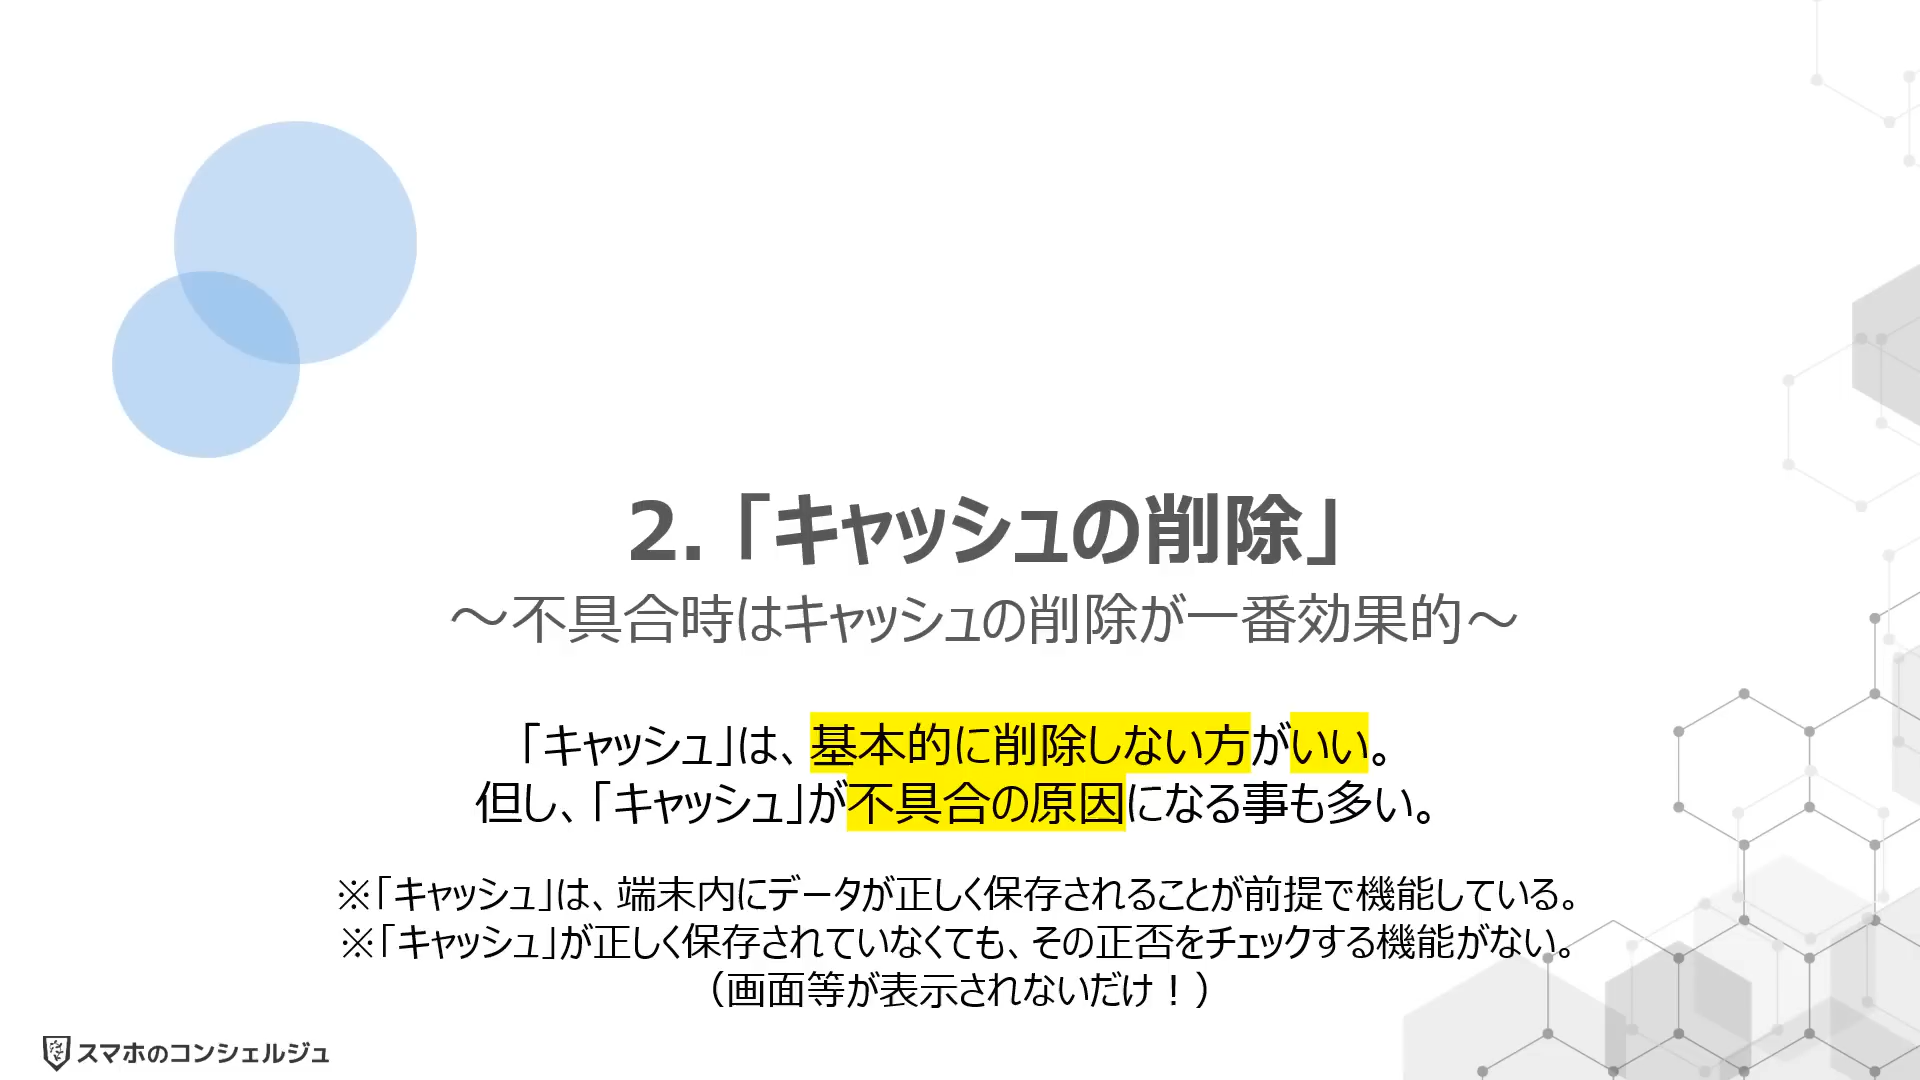 2. 「キャッシュの削除」
～不具合時はキャッシュの削除が一番効果的～
「キャッシュ」は、基本的に削除しない方がいい。
但し、「キャッシュ」が不具合の原因になる事も多い。
※「キャッシュ」は、端末内にデータが正しく保存されることが前提で機能している。
※「キャッシュ」が正しく保存されていなくても、その正否をチェックする機能がない。
（画面等が表示されないだけ！）
スマホのコンシェルジュ